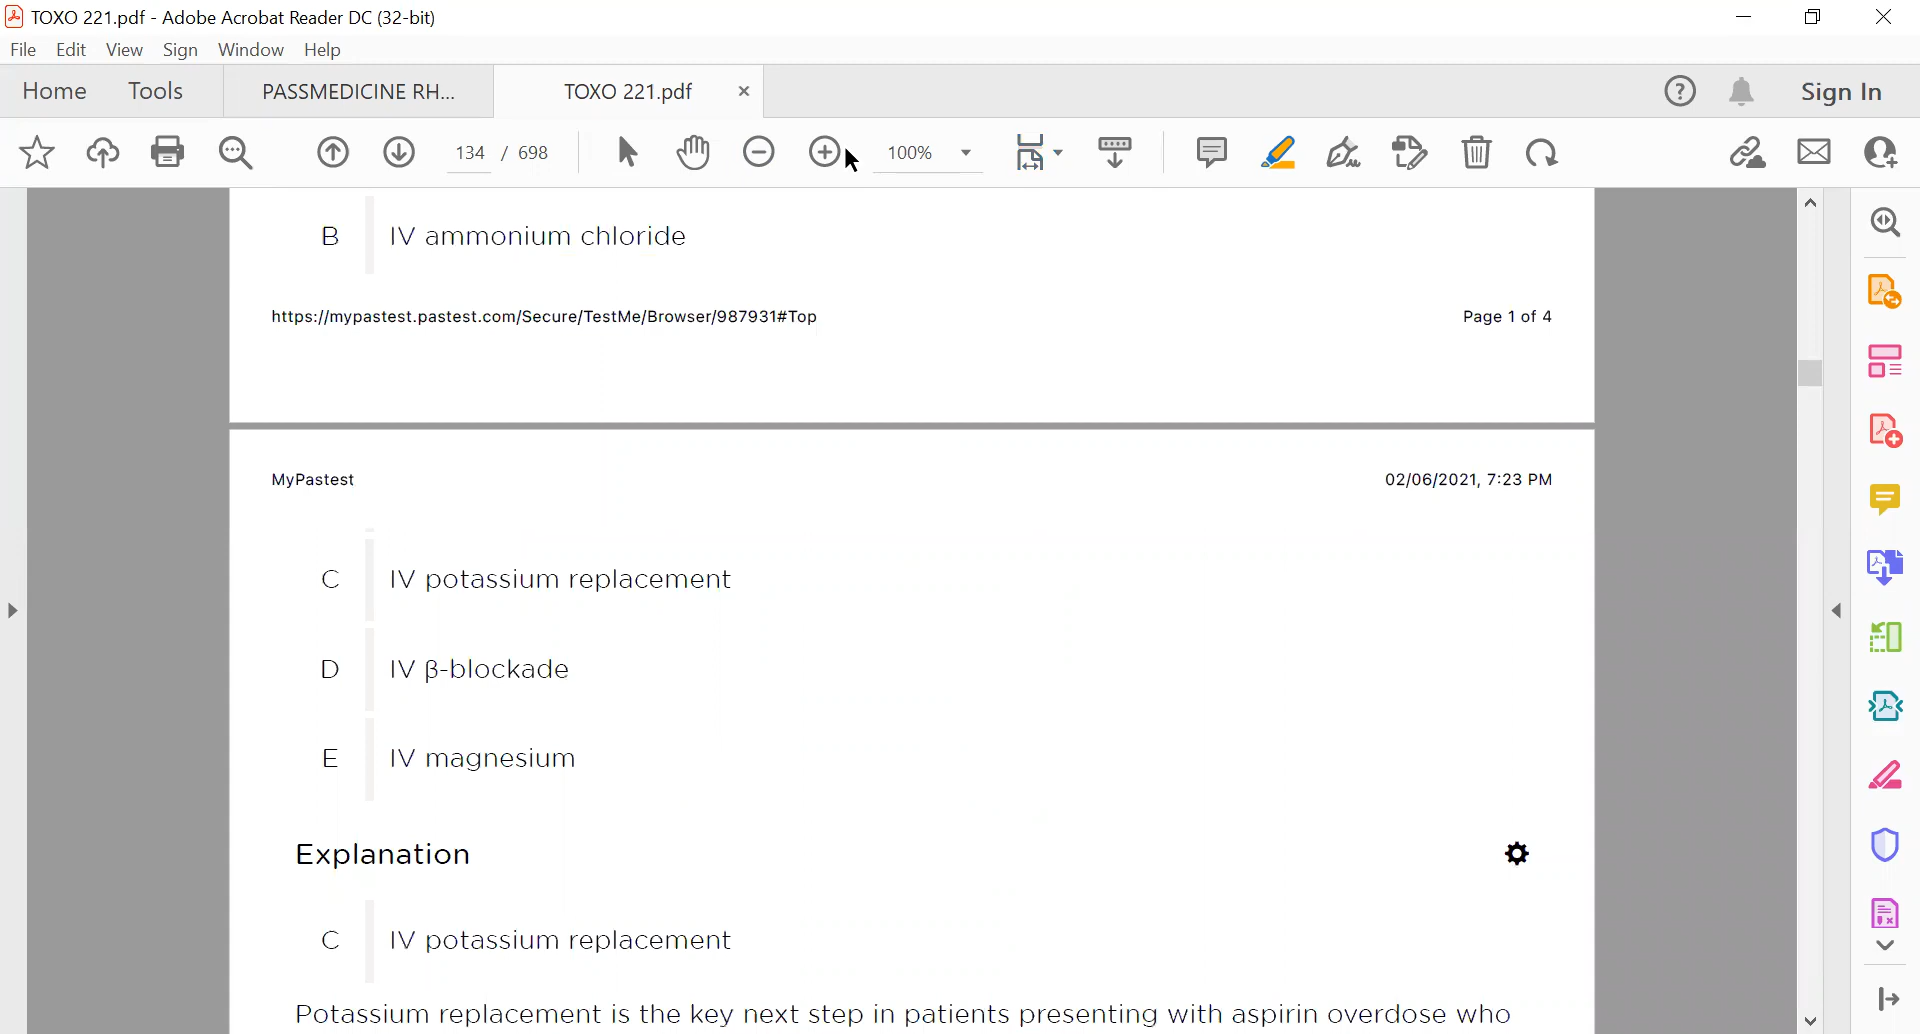 TOXO 221.pdf - Adobe Acrobat Reader DC (32-bit)
File Edit View Sign Window Help
Home Tools PASSMEDICINE RH... TOXO 221.pdf × Sign In
134 / 698 100%
B IV ammonium chloride
https://mypastest.pastest.com/Secure/TestMe/Browser/987931#Top Page 1 of 4
MyPastest 02/06/2021, 7:23 PM
C IV potassium replacement
D IV β-blockade
E IV magnesium
Explanation
C IV potassium replacement
Potassium replacement is the key next step in patients presenting with aspirin overdose who